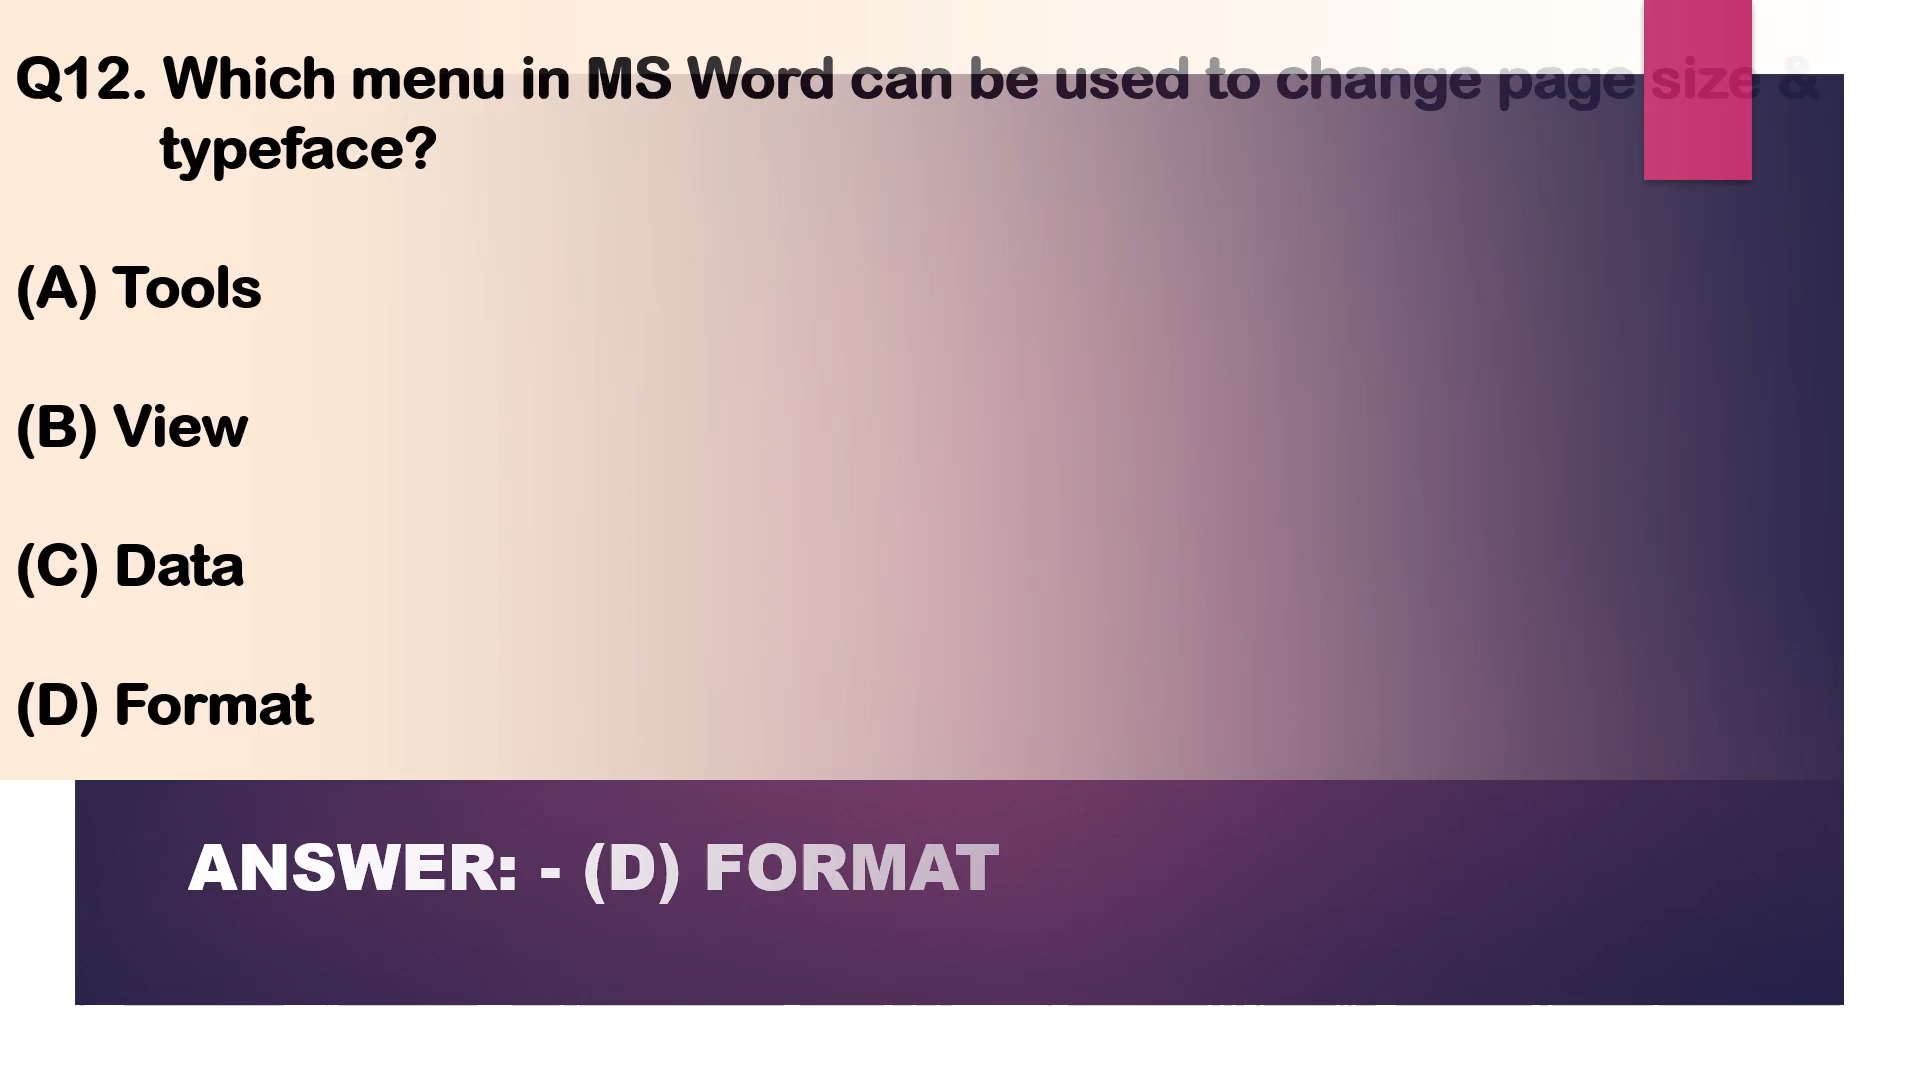 Q12. Which menu in MS Word can be used to change page size &
typeface?
(A) Tools
(B) View
(C) Data
(D) Format
ANSWER: - (D) FORMAT